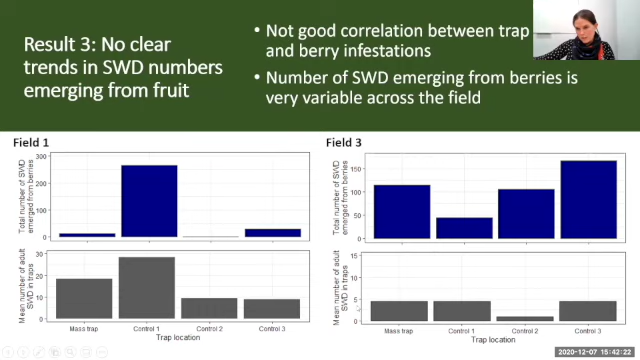 Result 3: No clear
trends in SWD numbers
emerging from fruit
• Not good correlation between trap
and berry infestations
• Number of SWD emerging from berries is
very variable across the field
Field 1
Total number of SWD
emerged from berries
300
200
100
0
Mean number of adult
SWD in traps
30
20
10
0
Mass trap
Control 1
Control 2
Control 3
Trap location
Field 3
Total number of SWD
emerged from berries
150
100
50
0
Mean number of adult
SWD in traps
15
10
5
0
Mass trap
Control 1
Control 2
Control 3
Trap location
2020-12-07 15:42:22